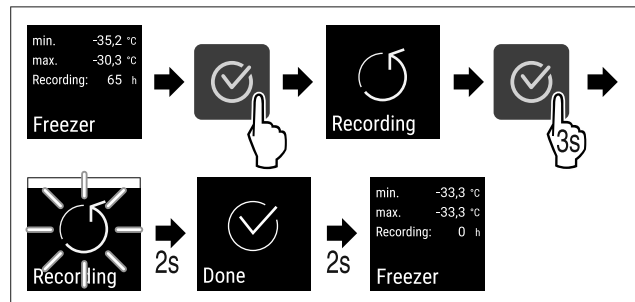 min. -35,2 °C
max. -30,3 °C
Recording: 65 h
Freezer
Recording
3s
Recording
2s
Done
2s
min. -33,3 °C
max. -33,3 °C
Recording: 0 h
Freezer